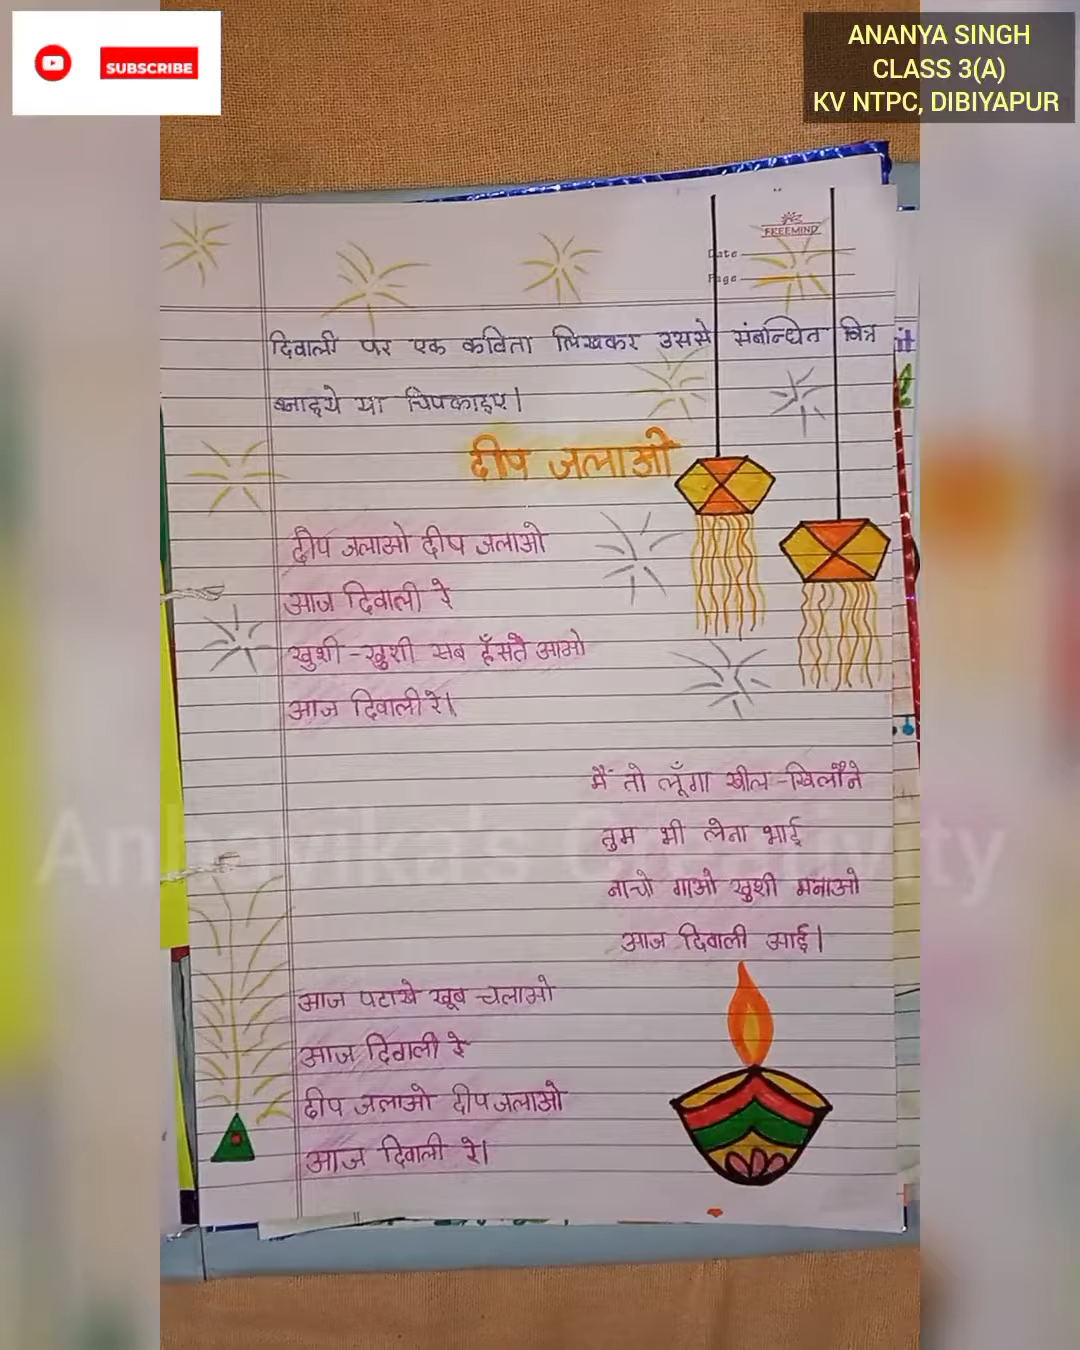 SUBSCRIBE
ANANYA SINGH
CLASS 3(A)
KV NTPC, DIBIYAPUR
FREEMIND
Date
Page
दिवाली पर एक कविता लिखकर उससे संबन्धित चित्र
बनाइये या चिपकाइए।
दीप जलाओ
दीप जलाओ दीप जलाओ
आज दिवाली रे
खुशी-खुशी सब हँसते आओ
आज दिवाली रे।
मैं तो लूँगा खील-खिलौने
तुम भी लेना भाई
नाचो गाओ खुशी मनाओ
आज दिवाली आई।
आज पटाखे खूब चलाओ
आज दिवाली रे
दीप जलाओ दीप जलाओ
आज दिवाली रे।
Anhavika's Creativity